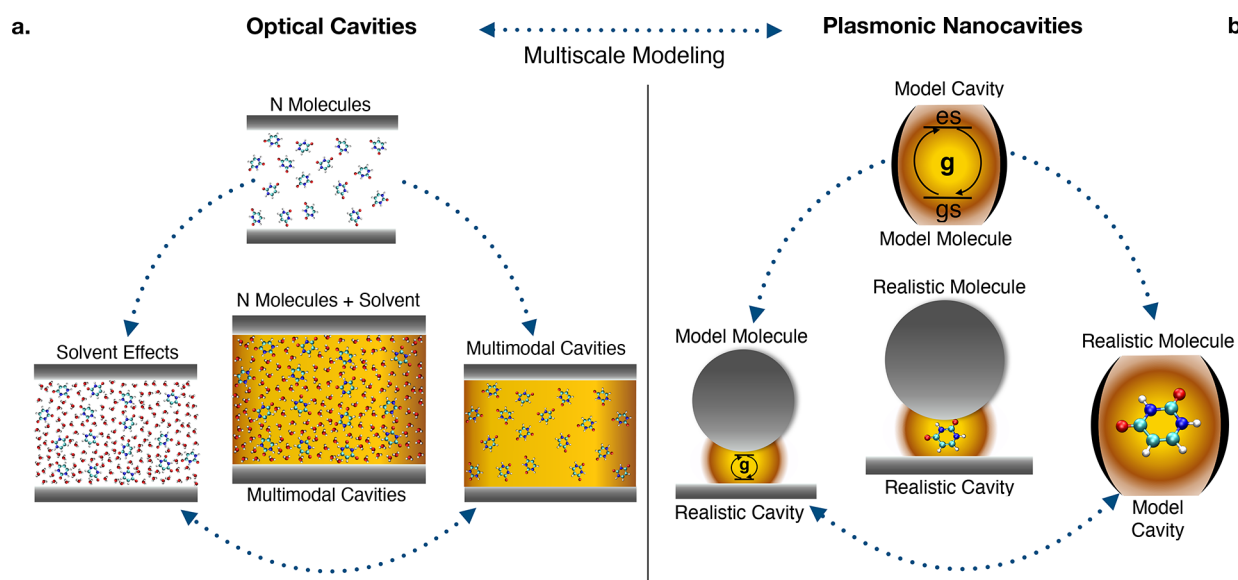 a.
Optical Cavities
Plasmonic Nanocavities
b
Multiscale Modeling
N Molecules
Model Cavity
es
g
gs
Model Molecule
N Molecules + Solvent
Solvent Effects
Multimodal Cavities
Multimodal Cavities
Realistic Molecule
Model Molecule
Realistic Molecule
g
Realistic Cavity
Realistic Cavity
Model
Cavity